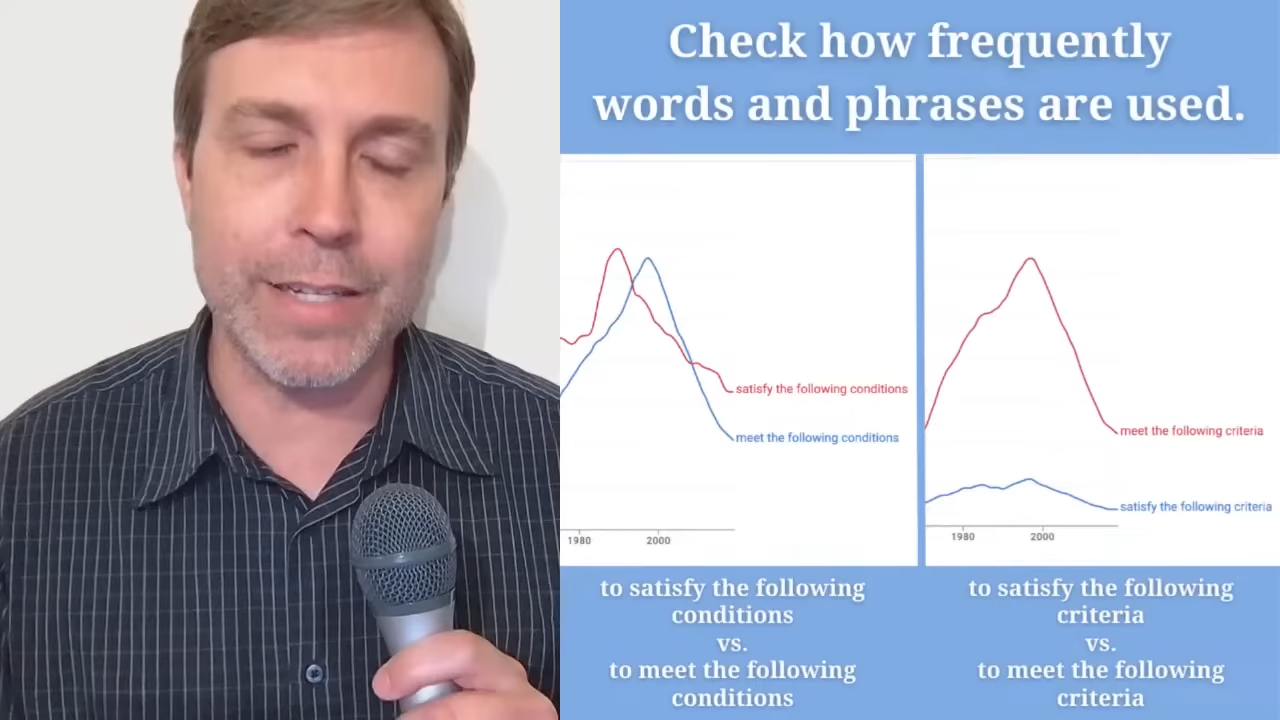 Check how frequently
words and phrases are used.
satisfy the following conditions
meet the following conditions
1980
2000
meet the following criteria
satisfy the following criteria
1980
2000
to satisfy the following
conditions
vs.
to meet the following
conditions
to satisfy the following
criteria
vs.
to meet the following
criteria